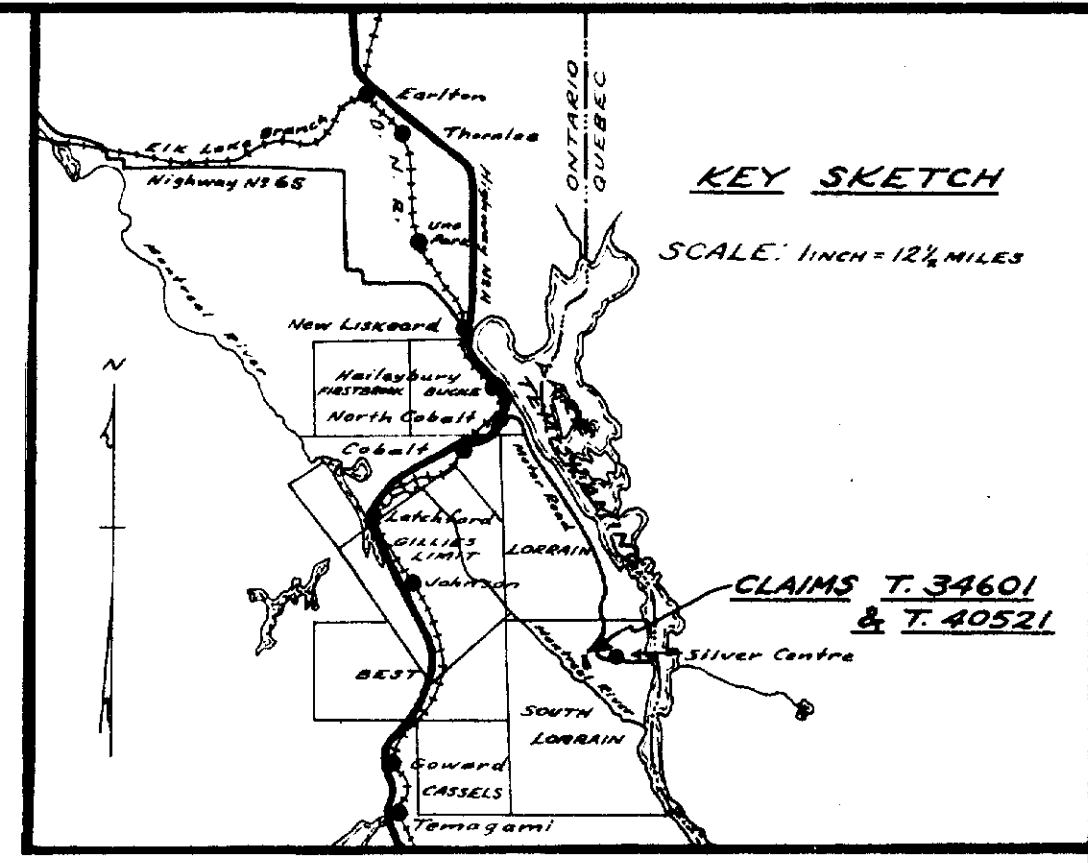 Earlton
Thornloe
ONTARIO
QUEBEC
Elk Lake Branch
O. N. R.
Highway Nº 65
KEY SKETCH
Uno
Park
Highway NºII
SCALE: 1 INCH = 12½ MILES
Montreal River
New Liskeard
N
Haileybury
FIRSTBROOK BUCKE
North Cobalt
Cobalt
Motor Road
Latchford
GILLIES
LIMIT
LORRAIN
Johnson
CLAIMS T. 34601
& T. 40521
Silver Centre
BEST
Montreal River
SOUTH
LORRAIN
Goward
CASSELS
Temagami